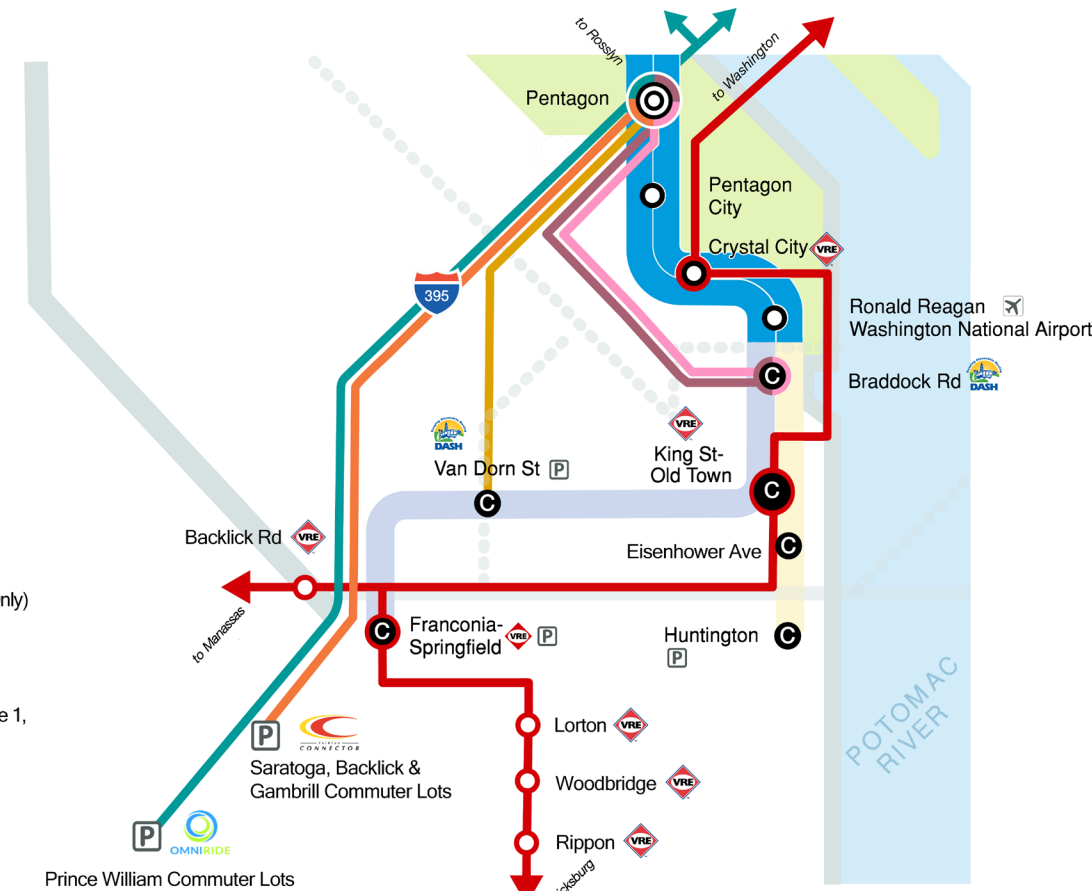 to Rosslyn
to Washington
Pentagon
Pentagon
City
Crystal City
VRE
395
Ronald Reagan
Washington National Airport
Braddock Rd
DASH
VRE
King St-
Old Town
C
DASH
Van Dorn St P
C
C
Backlick Rd
VRE
Eisenhower Ave
C
nly)
to Manassas
C
Franconia-
Springfield
VRE
P
Huntington
C
P
e 1,
P
CONNECTOR
Saratoga, Backlick &
Gambrill Commuter Lots
Lorton
VRE
Woodbridge
VRE
Rippon
VRE
POTOMAC
RIVER
P
OMNIRIDE
Prince William Commuter Lots
icksburg